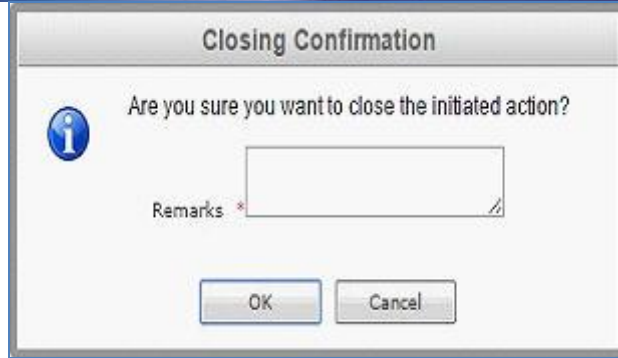 Closing Confirmation
Are you sure you want to close the initiated action?
Remarks *
OK Cancel